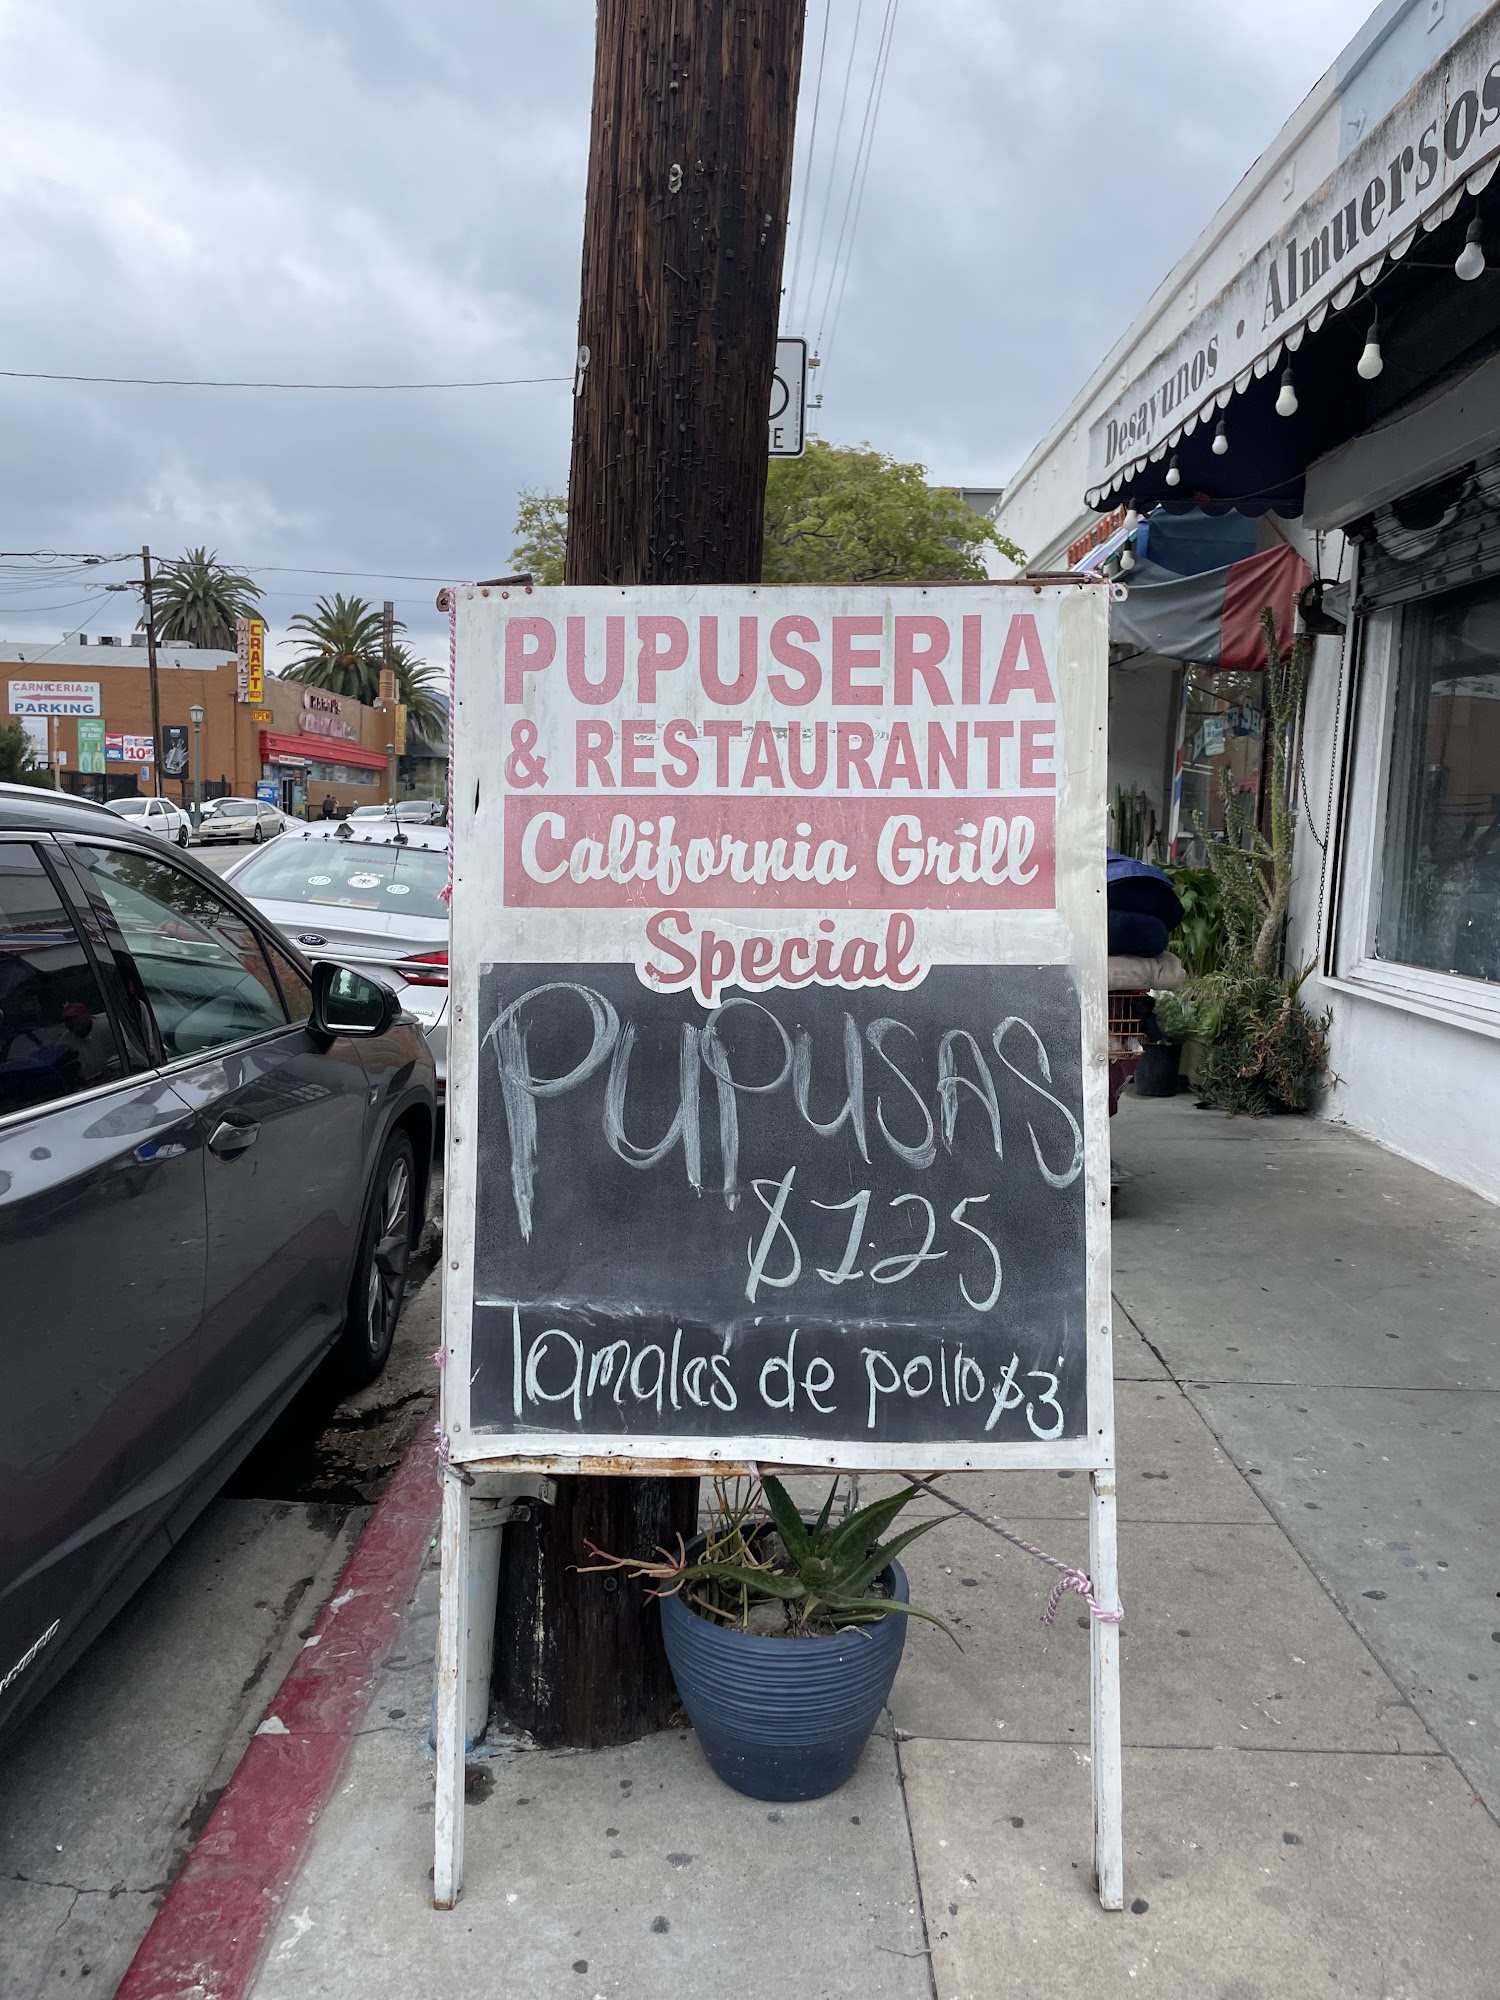 PUPUSERIA
& RESTAURANTE
California Grill
Special
PUPUSAS
$1.25
Tamales de pollo $3
Desayunos • Almuersos
CARNICERIA 21
PARKING
CRAFT
MARKET
OPEN
$10
E